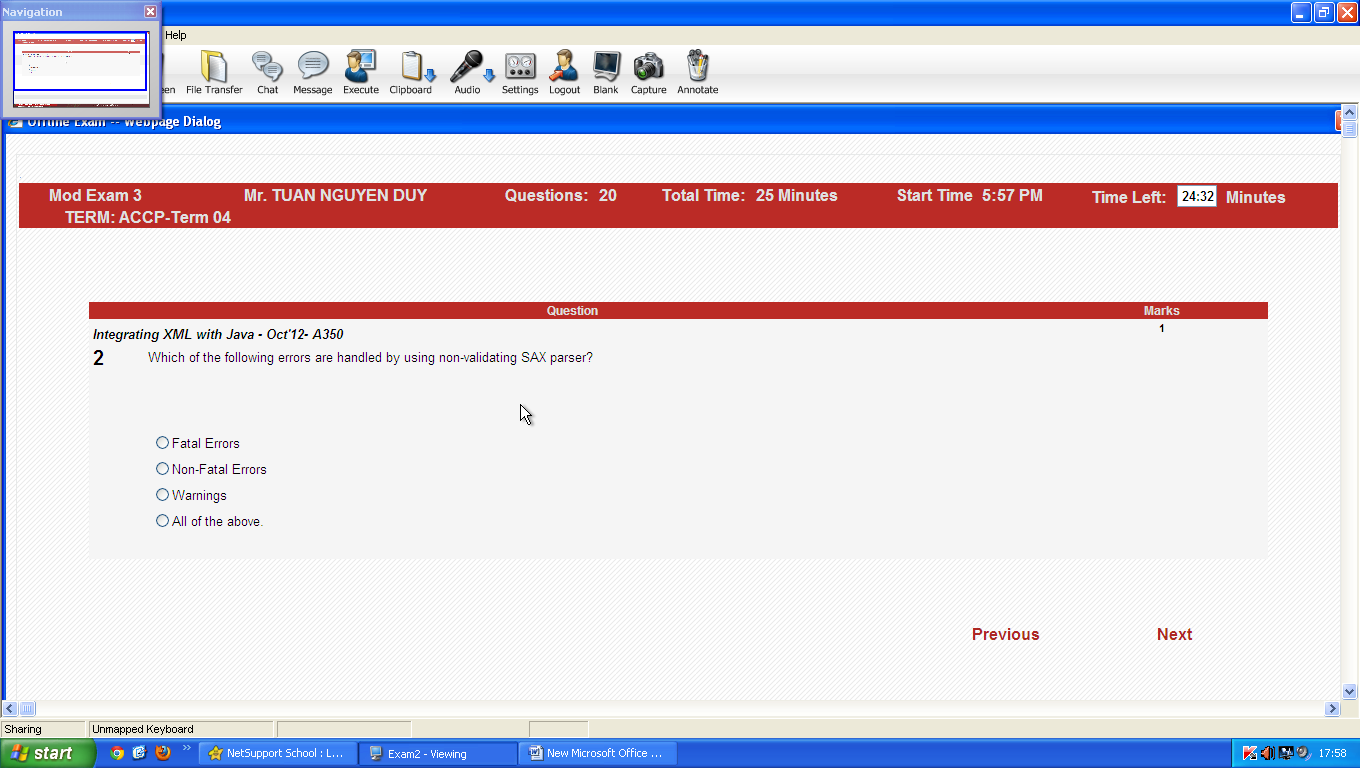 Navigation
Help
een
File Transfer
Chat
Message
Execute
Clipboard
Audio
Settings
Logout
Blank
Capture
Annotate
Offline Exam -- Webpage Dialog
Mod Exam 3
Mr. TUAN NGUYEN DUY
Questions: 20
Total Time: 25 Minutes
Start Time 5:57 PM
Time Left: 24:32 Minutes
TERM: ACCP-Term 04
Question
Marks
Integrating XML with Java - Oct'12- A350
1
2
Which of the following errors are handled by using non-validating SAX parser?
Fatal Errors
Non-Fatal Errors
Warnings
All of the above.
Previous
Next
Sharing
Unmapped Keyboard
start
NetSupport School : L...
Exam2 - Viewing
New Microsoft Office ...
17:58